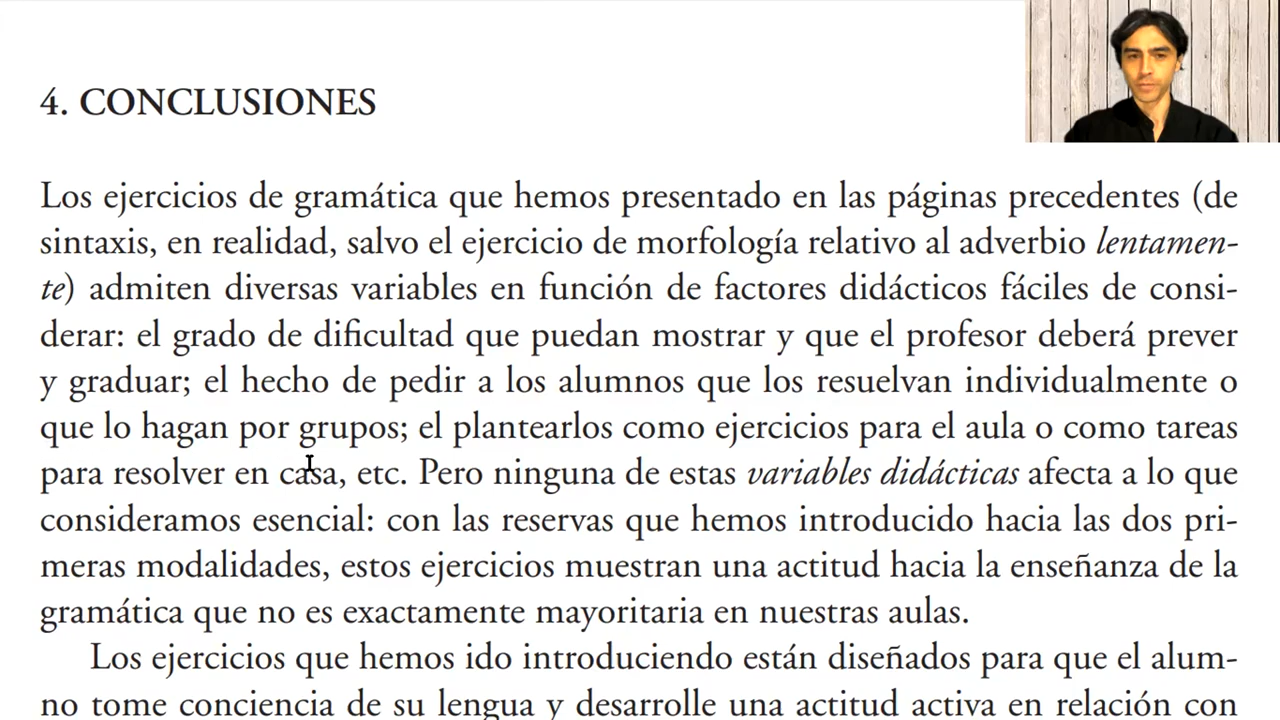 4. CONCLUSIONES
Los ejercicios de gramática que hemos presentado en las páginas precedentes (de
sintaxis, en realidad, salvo el ejercicio de morfología relativo al adverbio lentamen-
te) admiten diversas variables en función de factores didácticos fáciles de consi-
derar: el grado de dificultad que puedan mostrar y que el profesor deberá prever
y graduar; el hecho de pedir a los alumnos que los resuelvan individualmente o
que lo hagan por grupos; el plantearlos como ejercicios para el aula o como tareas
para resolver en casa, etc. Pero ninguna de estas variables didácticas afecta a lo que
consideramos esencial: con las reservas que hemos introducido hacia las dos pri-
meras modalidades, estos ejercicios muestran una actitud hacia la enseñanza de la
gramática que no es exactamente mayoritaria en nuestras aulas.
Los ejercicios que hemos ido introduciendo están diseñados para que el alum-
no tome conciencia de su lengua y desarrolle una actitud activa en relación con